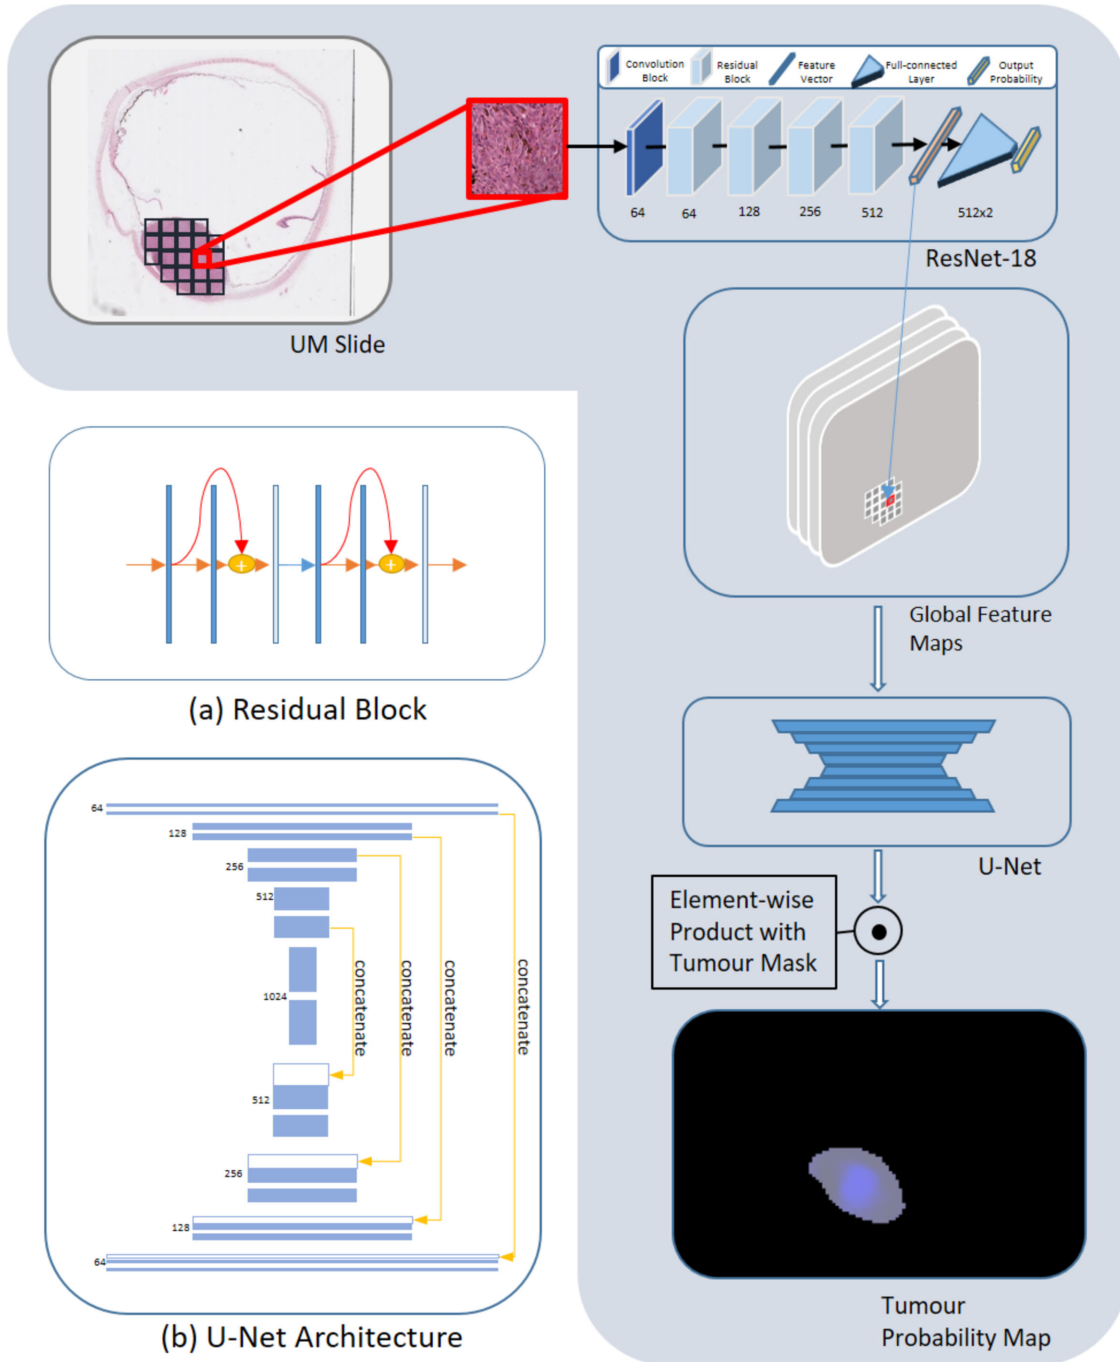 Convolution
Block
Residual
Block
Feature
Vector
Full-connected
Layer
Output
Probability
64
64
128
256
512
512x2
ResNet-18
UM Slide
Global Feature
Maps
(a) Residual Block
U-Net
Element-wise
Product with
Tumour Mask
64
128
256
512
1024
512
256
128
64
concatenate
concatenate
concatenate
concatenate
(b) U-Net Architecture
Tumour
Probability Map